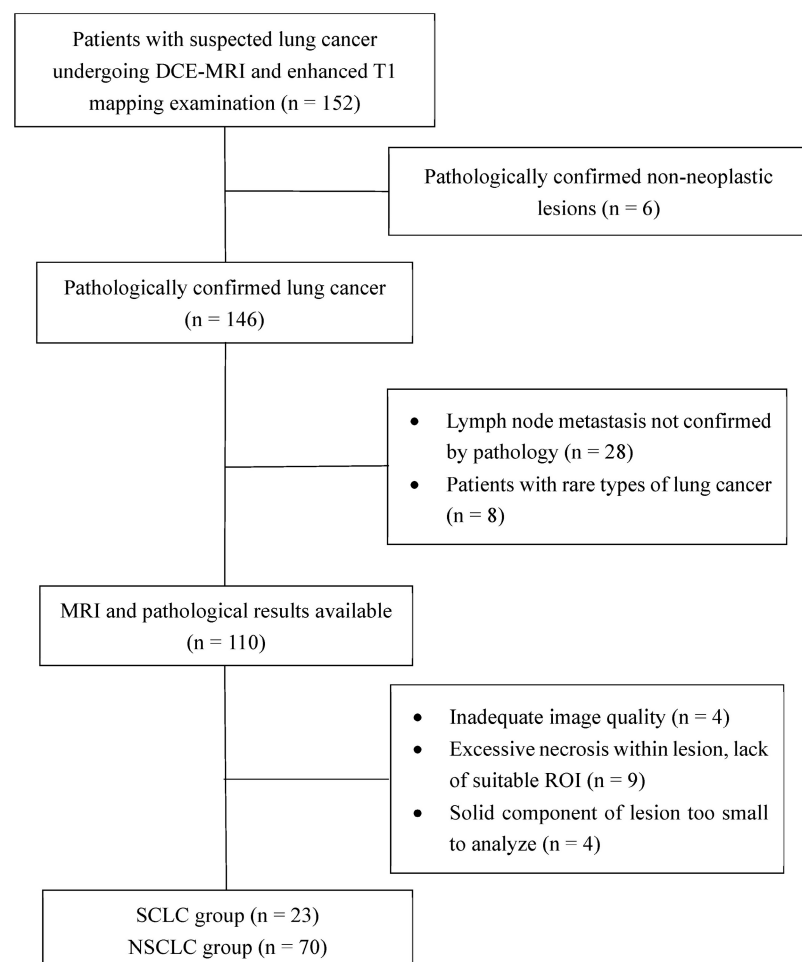 Patients with suspected lung cancer
undergoing DCE-MRI and enhanced T1
mapping examination (n = 152)
Pathologically confirmed non-neoplastic
lesions (n = 6)
Pathologically confirmed lung cancer
(n = 146)
• Lymph node metastasis not confirmed
by pathology (n = 28)
• Patients with rare types of lung cancer
(n = 8)
MRI and pathological results available
(n = 110)
• Inadequate image quality (n = 4)
• Excessive necrosis within lesion, lack
of suitable ROI (n = 9)
• Solid component of lesion too small
to analyze (n = 4)
SCLC group (n = 23)
NSCLC group (n = 70)